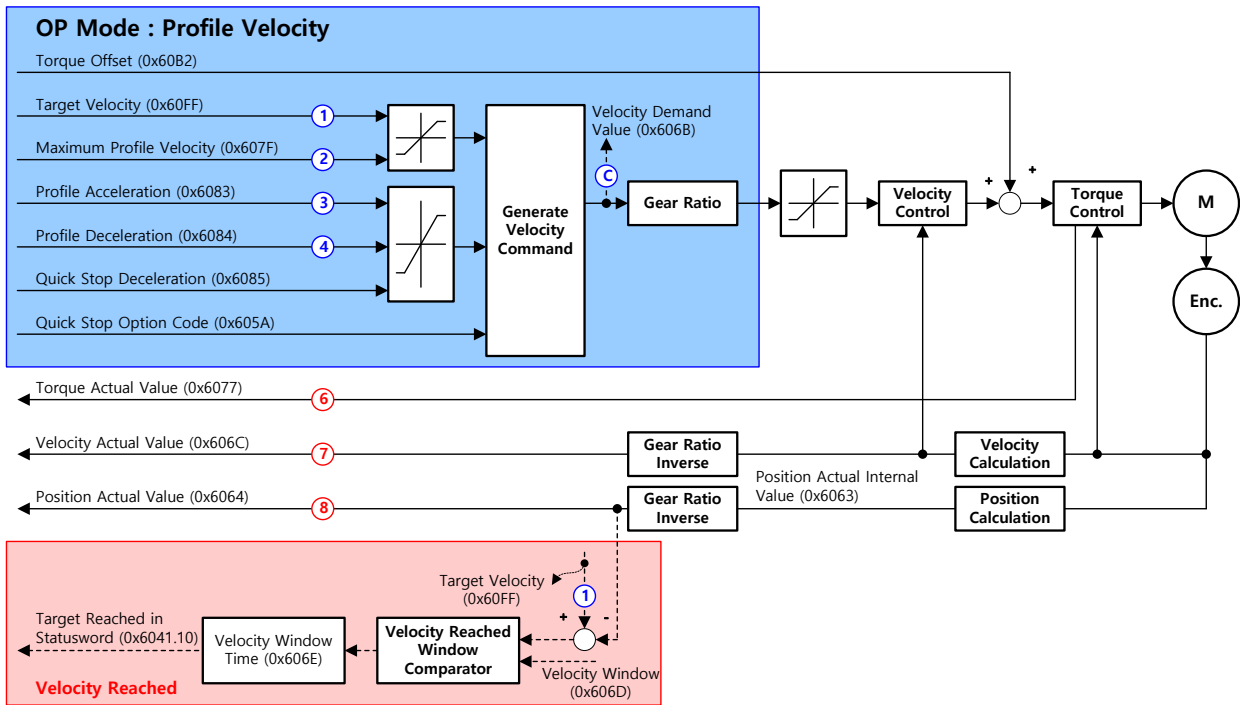 OP Mode : Profile Velocity
Torque Offset (0x60B2)
Target Velocity (0x60FF)
1
Maximum Profile Velocity (0x607F)
2
Profile Acceleration (0x6083)
3
Profile Deceleration (0x6084)
4
Quick Stop Deceleration (0x6085)
Quick Stop Option Code (0x605A)
Generate
Velocity
Command
Velocity Demand
Value (0x606B)
C
Gear Ratio
Velocity
Control
+
+
Torque
Control
M
Enc.
Torque Actual Value (0x6077)
6
Velocity Actual Value (0x606C)
7
Gear Ratio
Inverse
Velocity
Calculation
Position Actual Value (0x6064)
8
Gear Ratio
Inverse
Position Actual Internal
Value (0x6063)
Position
Calculation
Target Velocity
(0x60FF)
1
+
-
Target Reached in
Statusword (0x6041.10)
Velocity Window
Time (0x606E)
Velocity Reached
Window
Comparator
Velocity Window
(0x606D)
Velocity Reached